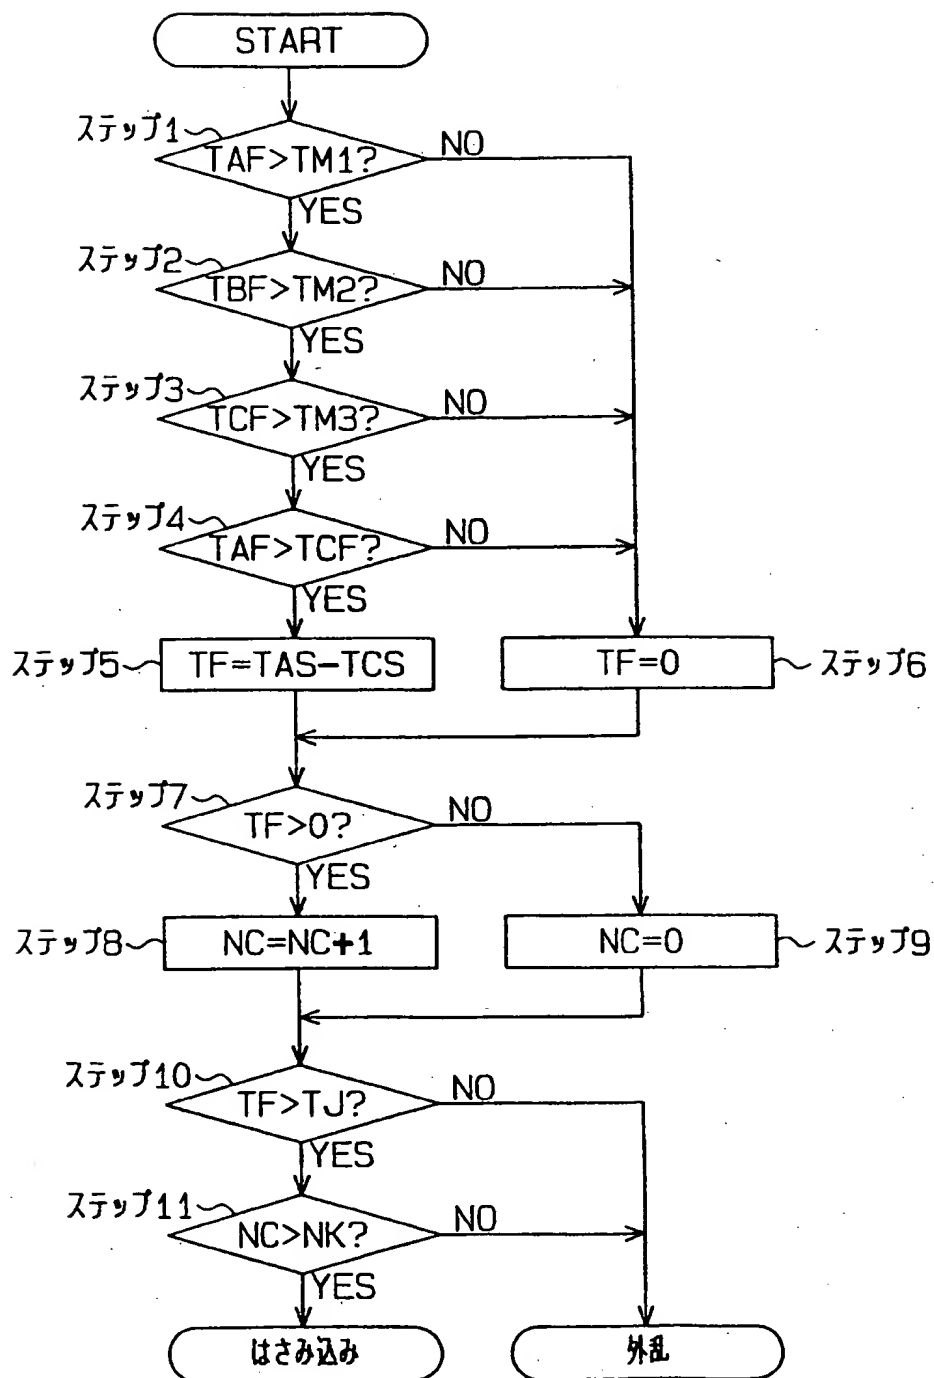 START
ステップ1
TAF>TM1?
NO
YES
ステップ2
TBF>TM2?
NO
YES
ステップ3
TCF>TM3?
NO
YES
ステップ4
TAF>TCF?
NO
YES
ステップ5
TF=TAS-TCS
TF=0
ステップ6
ステップ7
TF>0?
NO
YES
ステップ8
NC=NC+1
NC=0
ステップ9
ステップ10
TF>TJ?
NO
YES
ステップ11
NC>NK?
NO
YES
はさみ込み
外乱